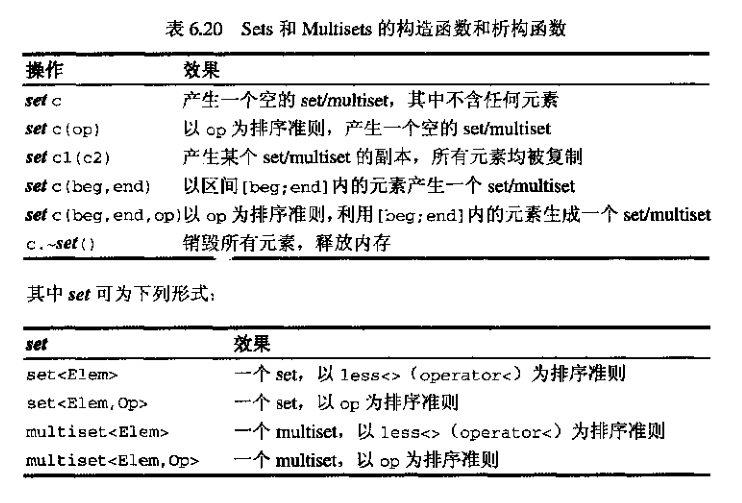 表 6.20 Sets 和 Multisets 的构造函数和析构函数
操作 效果
set c 产生一个空的 set/multiset，其中不含任何元素
set c(op) 以 op 为排序准则，产生一个空的 set/multiset
set c1(c2) 产生某个 set/multiset 的副本，所有元素均被复制
set c(beg,end) 以区间[beg;end]内的元素产生一个 set/multiset
set c(beg,end,op) 以 op 为排序准则，利用[beg;end]内的元素生成一个 set/multiset
c.~set() 销毁所有元素，释放内存
其中 set 可为下列形式：
set 效果
set<Elem> 一个 set，以 less<>（operator<）为排序准则
set<Elem,Op> 一个 set，以 op 为排序准则
multiset<Elem> 一个 multiset，以 less<>（operator<）为排序准则
multiset<Elem,Op> 一个 multiset，以 op 为排序准则